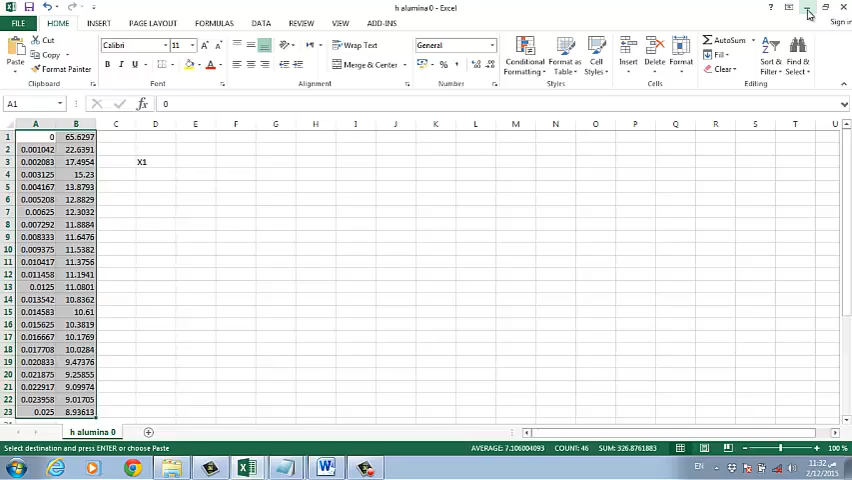 h alumina 0 - Excel
Sign in
FILE HOME INSERT PAGE LAYOUT FORMULAS DATA REVIEW VIEW ADD-INS
Cut
Copy
Format Painter
Paste
Clipboard
Calibri 11
B I U
Font
Wrap Text
Merge & Center
Alignment
General
$ %
Number
Conditional Formatting
Format as Table
Cell Styles
Styles
Insert Delete Format
Cells
AutoSum
Fill
Clear
Sort & Filter
Find & Select
Editing
A1 fx 0
A B C D E F G H I J K L M N O P Q R S T U
1 0 65.6297
2 0.001042 22.6391
3 0.002083 17.4954 X1
4 0.003125 15.23
5 0.004167 13.8793
6 0.005208 12.8829
7 0.00625 12.3032
8 0.007292 11.8884
9 0.008333 11.6476
10 0.009375 11.5382
11 0.010417 11.3756
12 0.011458 11.1941
13 0.0125 11.0801
14 0.013542 10.8362
15 0.014583 10.61
16 0.015625 10.3819
17 0.016667 10.1769
18 0.017708 10.0284
19 0.020833 9.47376
20 0.021875 9.25855
21 0.022917 9.09974
22 0.023958 9.01705
23 0.025 8.93613
h alumina 0
Select destination and press ENTER or choose Paste AVERAGE: 7.106004093 COUNT: 46 SUM: 326.8761883 100 %
EN
11:32 ص
2/12/2015